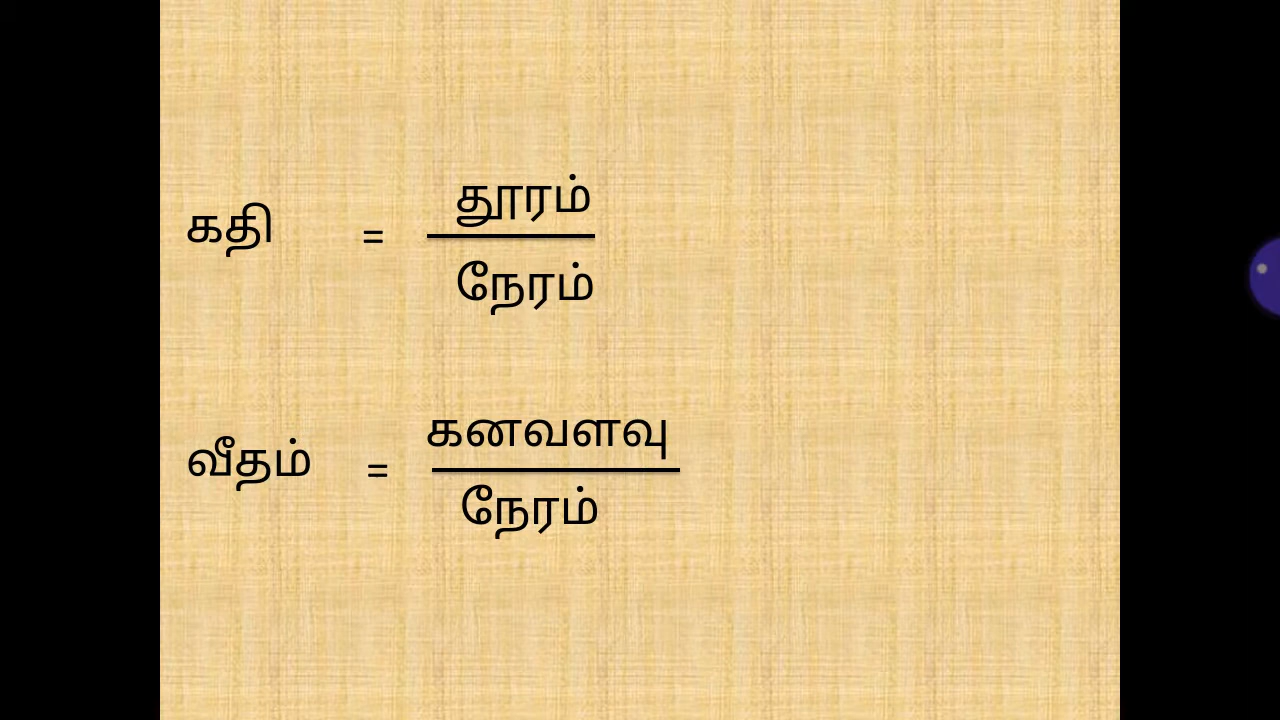 கதி = தூரம்
நேரம்
வீதம் = கனவளவு
நேரம்